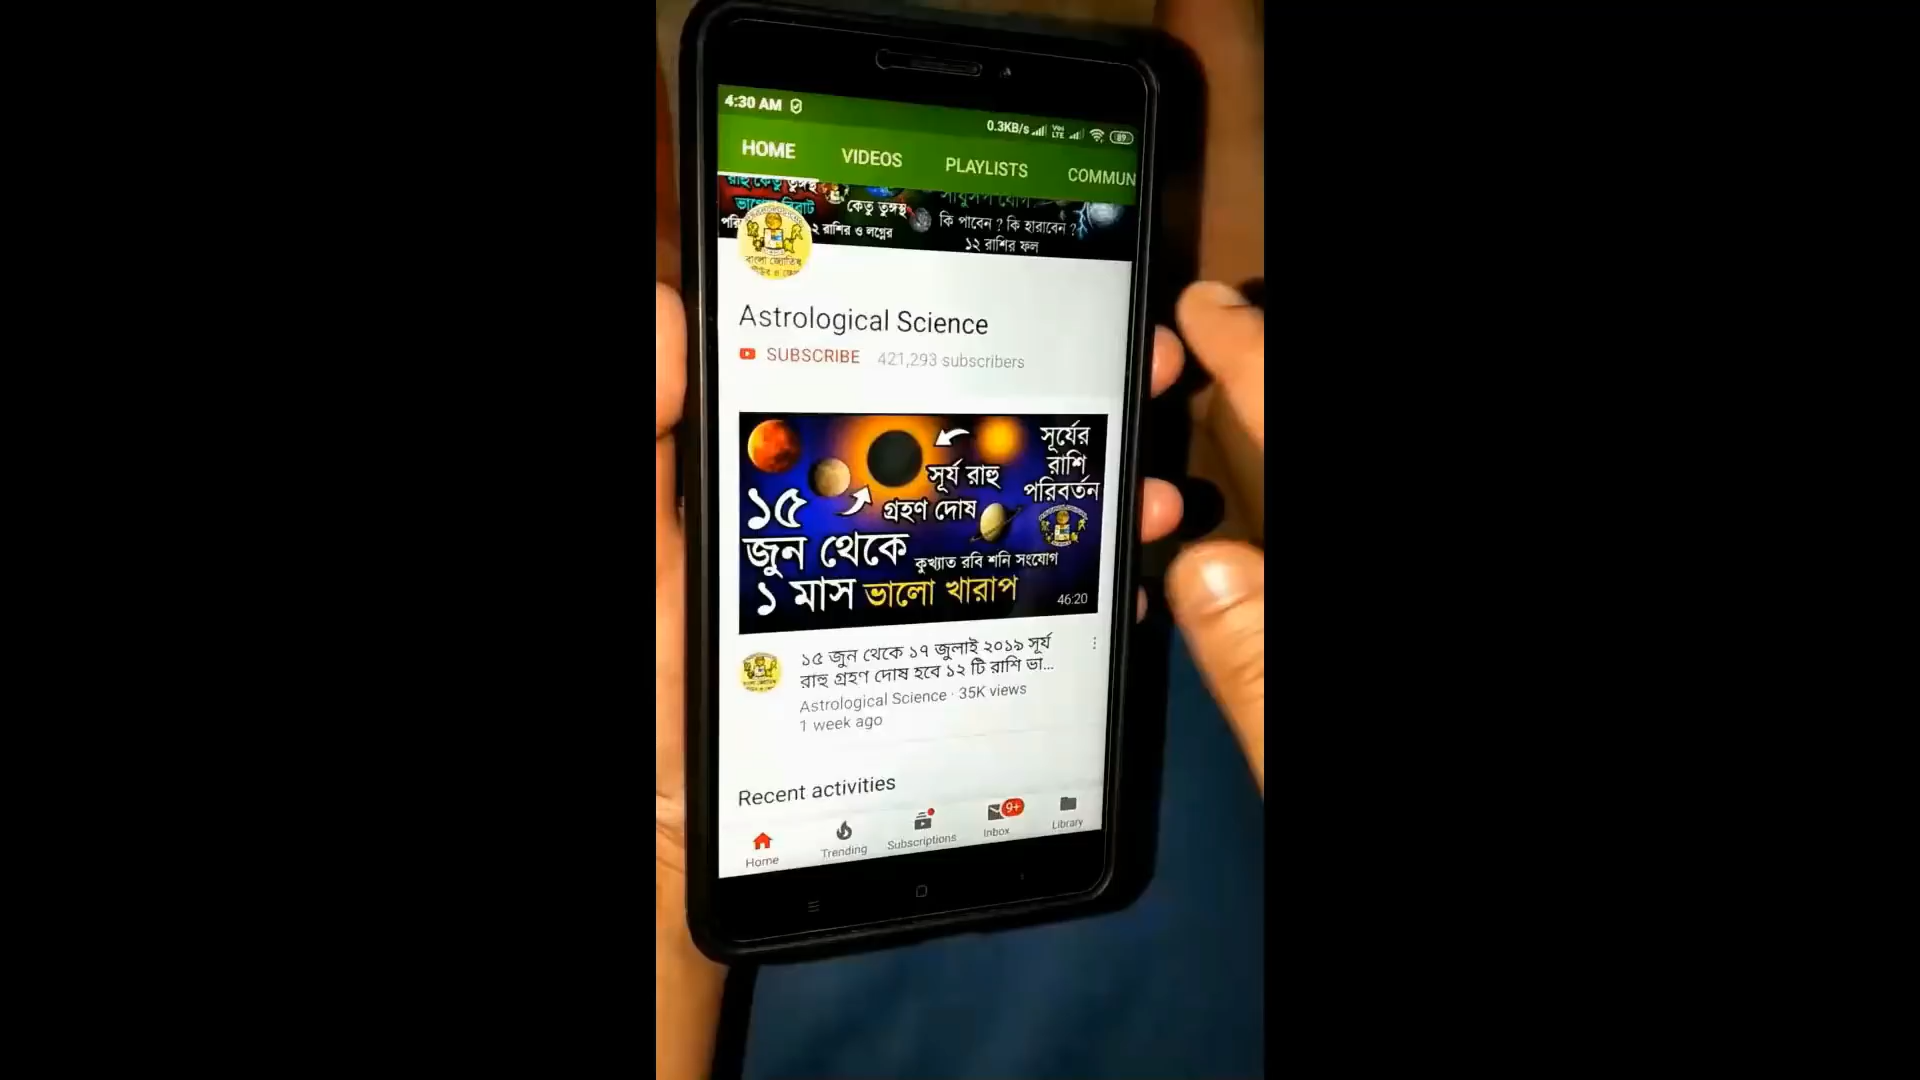 4:30 AM
0.3KB/s
89
HOME VIDEOS PLAYLISTS COMMUN
রাহু কেতু তুঙ্গস্থ
কেতু তুঙ্গস্থ
২ রাশির ও লগ্নের
কি পাবেন ? কি হারাবেন ?
১২ রাশির ফল
বাংলা জ্যোতিষ
Astrological Science
SUBSCRIBE 421,293 subscribers
সূর্যের
রাশি
পরিবর্তন
সূর্য রাহু
গ্রহণ দোষ
১৫
জুন থেকে
কুখ্যাত রবি শনি সংযোগ
১ মাস ভালো খারাপ
46:20
১৫ জুন থেকে ১৭ জুলাই ২০১৯ সূর্য
রাহু গ্রহণ দোষ হবে ১২ টি রাশি ভা...
Astrological Science · 35K views
1 week ago
Recent activities
9+
Home Trending Subscriptions Inbox Library